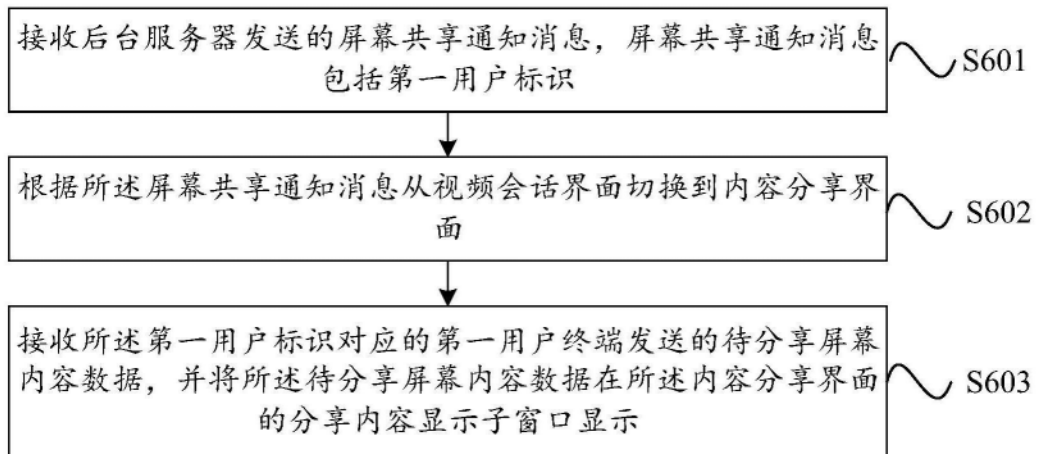 接收后台服务器发送的屏幕共享通知消息，屏幕共享通知消息
包括第一用户标识
S601
根据所述屏幕共享通知消息从视频会话界面切换到内容分享界
面
S602
接收所述第一用户标识对应的第一用户终端发送的待分享屏幕
内容数据，并将所述待分享屏幕内容数据在所述内容分享界面
的分享内容显示子窗口显示
S603